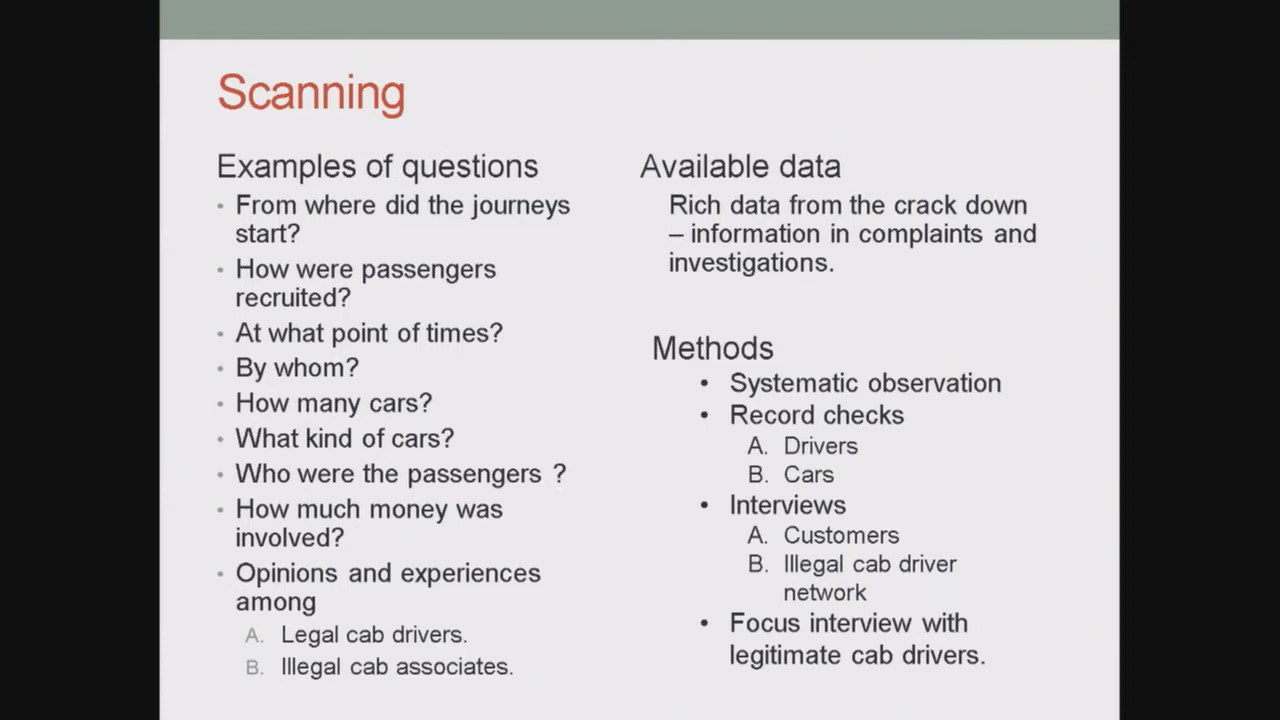 Scanning
Examples of questions
• From where did the journeys
start?
• How were passengers
recruited?
• At what point of times?
• By whom?
• How many cars?
• What kind of cars?
• Who were the passengers ?
• How much money was
involved?
• Opinions and experiences
among
A. Legal cab drivers.
B. Illegal cab associates.
Available data
Rich data from the crack down
– information in complaints and
investigations.
Methods
• Systematic observation
• Record checks
A. Drivers
B. Cars
• Interviews
A. Customers
B. Illegal cab driver
network
• Focus interview with
legitimate cab drivers.